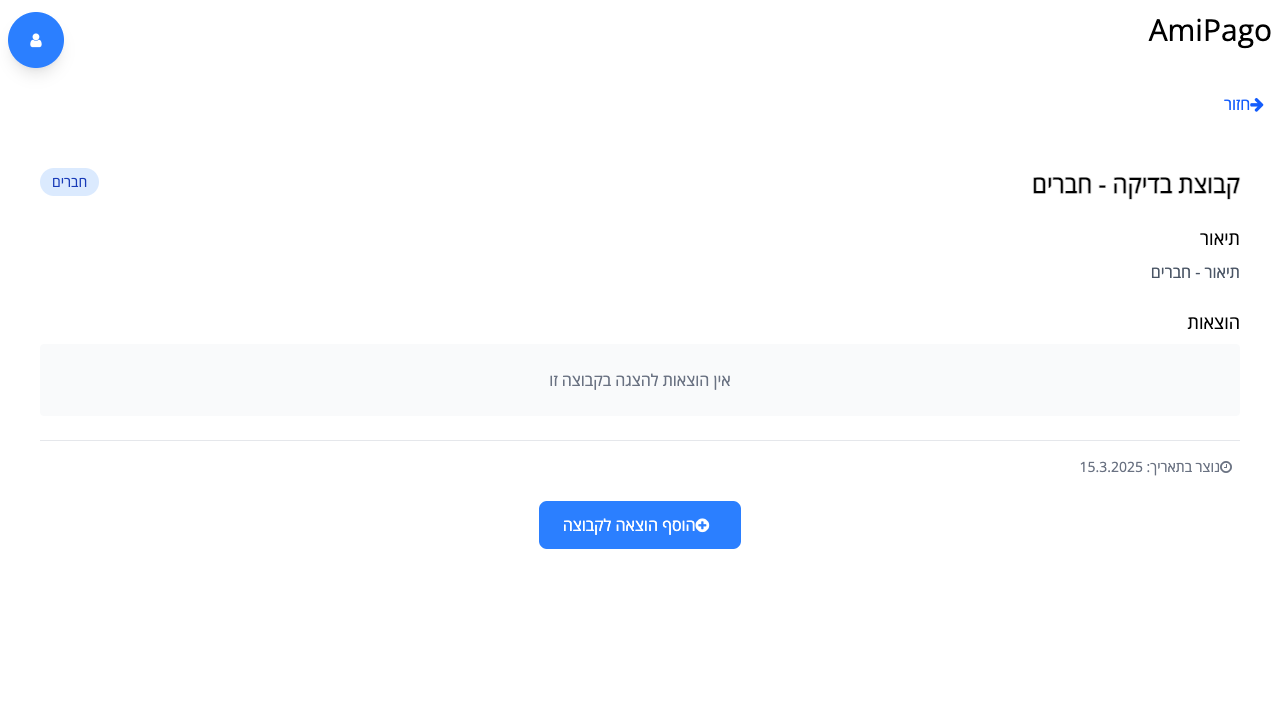 AmiPago
חזור
קבוצת בדיקה - חברים
חברים
תיאור
תיאור - חברים
הוצאות
אין הוצאות להצגה בקבוצה זו
נוצר בתאריך: 15.3.2025
הוסף הוצאה לקבוצה